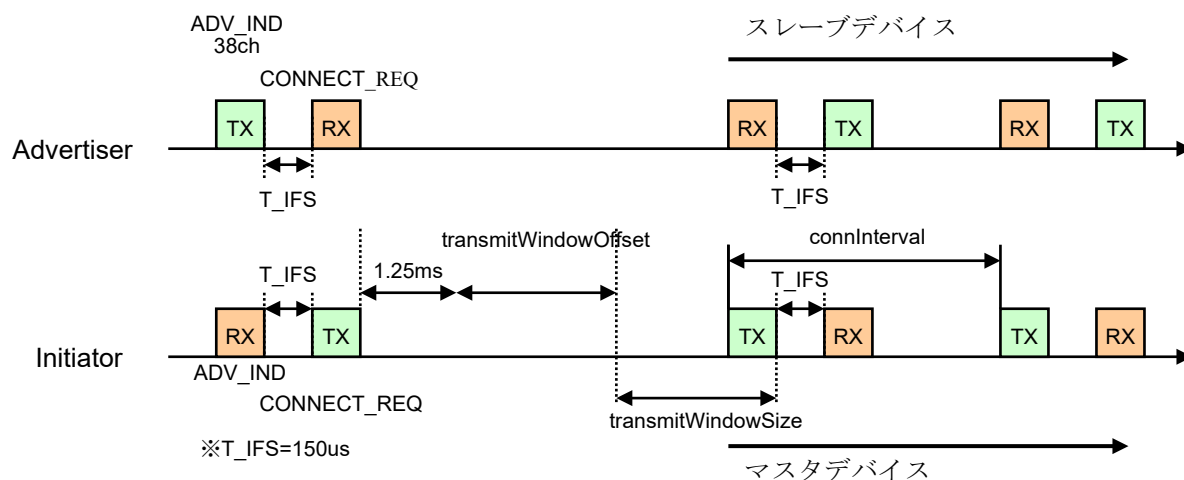 ADV_IND
38ch
スレーブデバイス
CONNECT_REQ
TX
RX
RX
TX
RX
TX
Advertiser
T_IFS
T_IFS
transmitWindowOffset
connInterval
T_IFS
1.25ms
T_IFS
RX
TX
TX
RX
TX
RX
Initiator
ADV_IND
CONNECT_REQ
transmitWindowSize
※T_IFS=150us
マスタデバイス